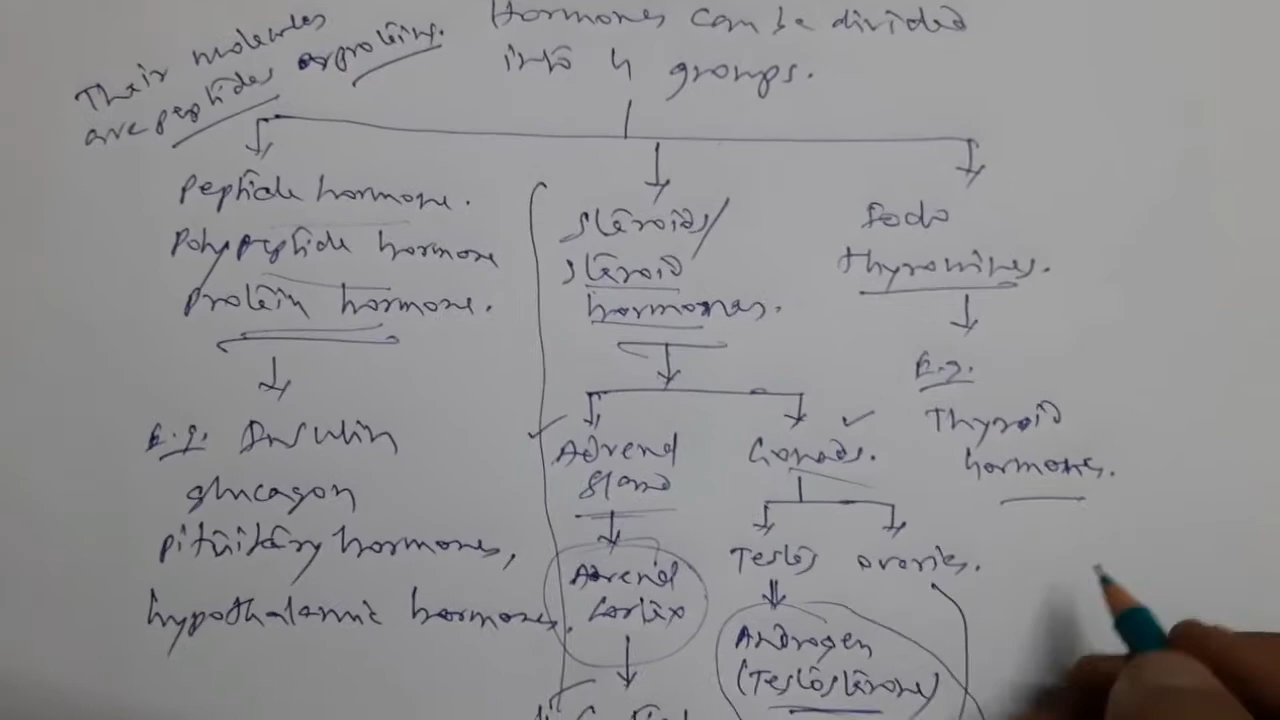 Hormones can be divided
into 4 groups.
Their molecules
are peptides or proteins.
Peptide hormone.
Polypeptide hormone
Protein hormone.
E.g. Insulin
glucagon
pituitary hormones,
hypothalamic hormones.
Steroids/
steroid
hormones.
Adrenal
gland
Adrenal
cortex
Gonads.
Testes
ovaries.
Androgen
(Testosterone)
Iodo
thyronines.
E.g.
Thyroid
hormones.